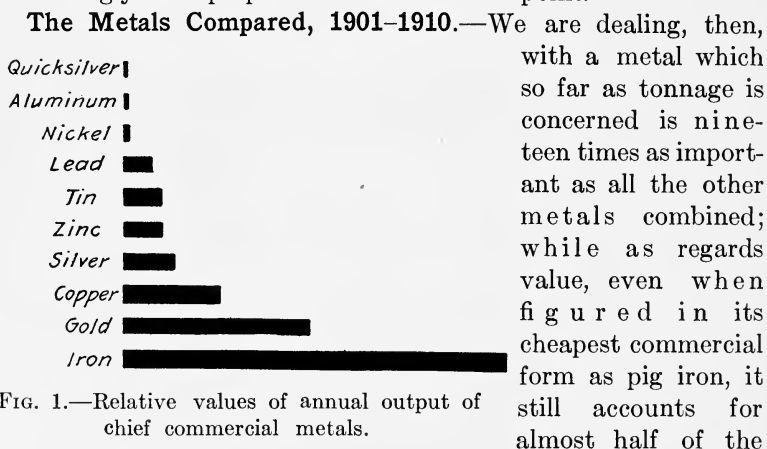 The Metals Compared, 1901–1910.—We are dealing, then,
with a metal which
so far as tonnage is
concerned is nine-
teen times as import-
ant as all the other
metals combined;
while as regards
value, even when
figured in its
cheapest commercial
form as pig iron, it
still accounts for
almost half of the
Quicksilver
Aluminum
Nickel
Lead
Tin
Zinc
Silver
Copper
Gold
Iron
FIG. 1.—Relative values of annual output of
chief commercial metals.